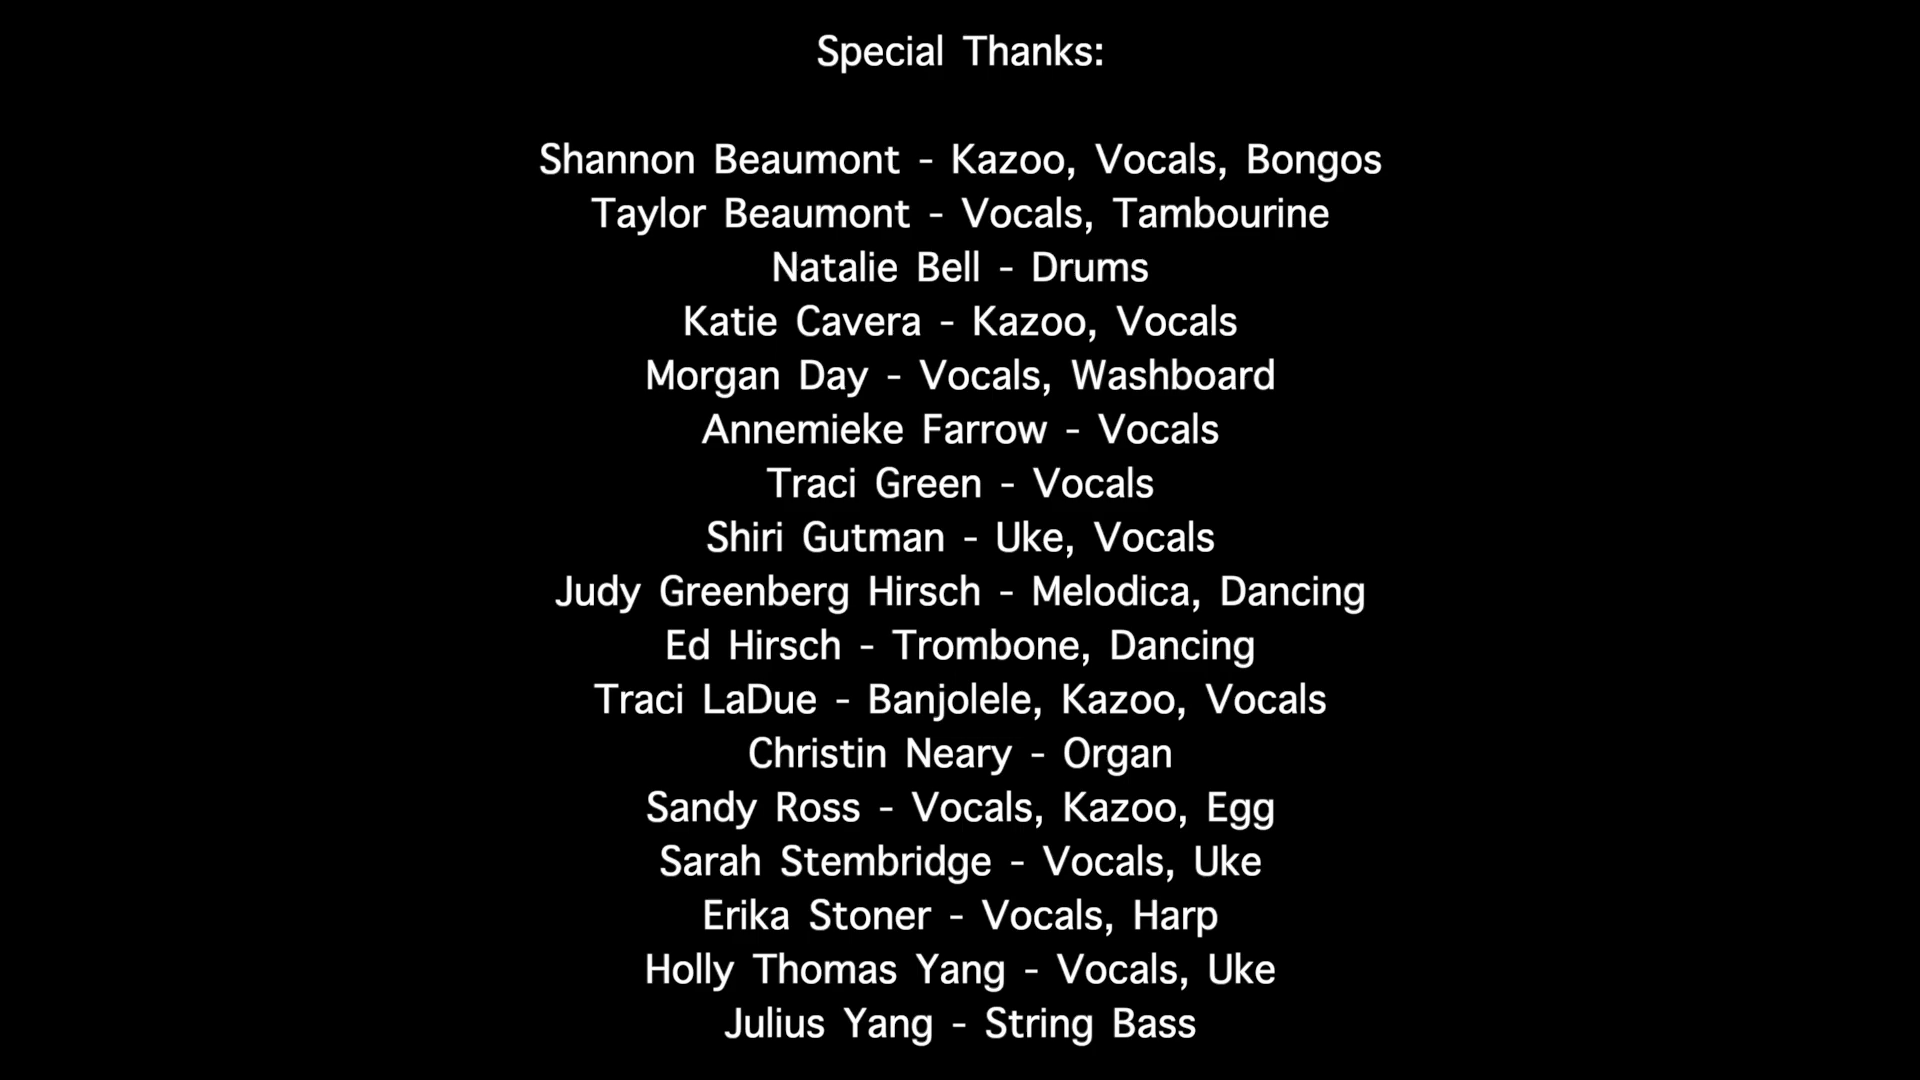 Special Thanks:
Shannon Beaumont - Kazoo, Vocals, Bongos
Taylor Beaumont - Vocals, Tambourine
Natalie Bell - Drums
Katie Cavera - Kazoo, Vocals
Morgan Day - Vocals, Washboard
Annemieke Farrow - Vocals
Traci Green - Vocals
Shiri Gutman - Uke, Vocals
Judy Greenberg Hirsch - Melodica, Dancing
Ed Hirsch - Trombone, Dancing
Traci LaDue - Banjolele, Kazoo, Vocals
Christin Neary - Organ
Sandy Ross - Vocals, Kazoo, Egg
Sarah Stembridge - Vocals, Uke
Erika Stoner - Vocals, Harp
Holly Thomas Yang - Vocals, Uke
Julius Yang - String Bass